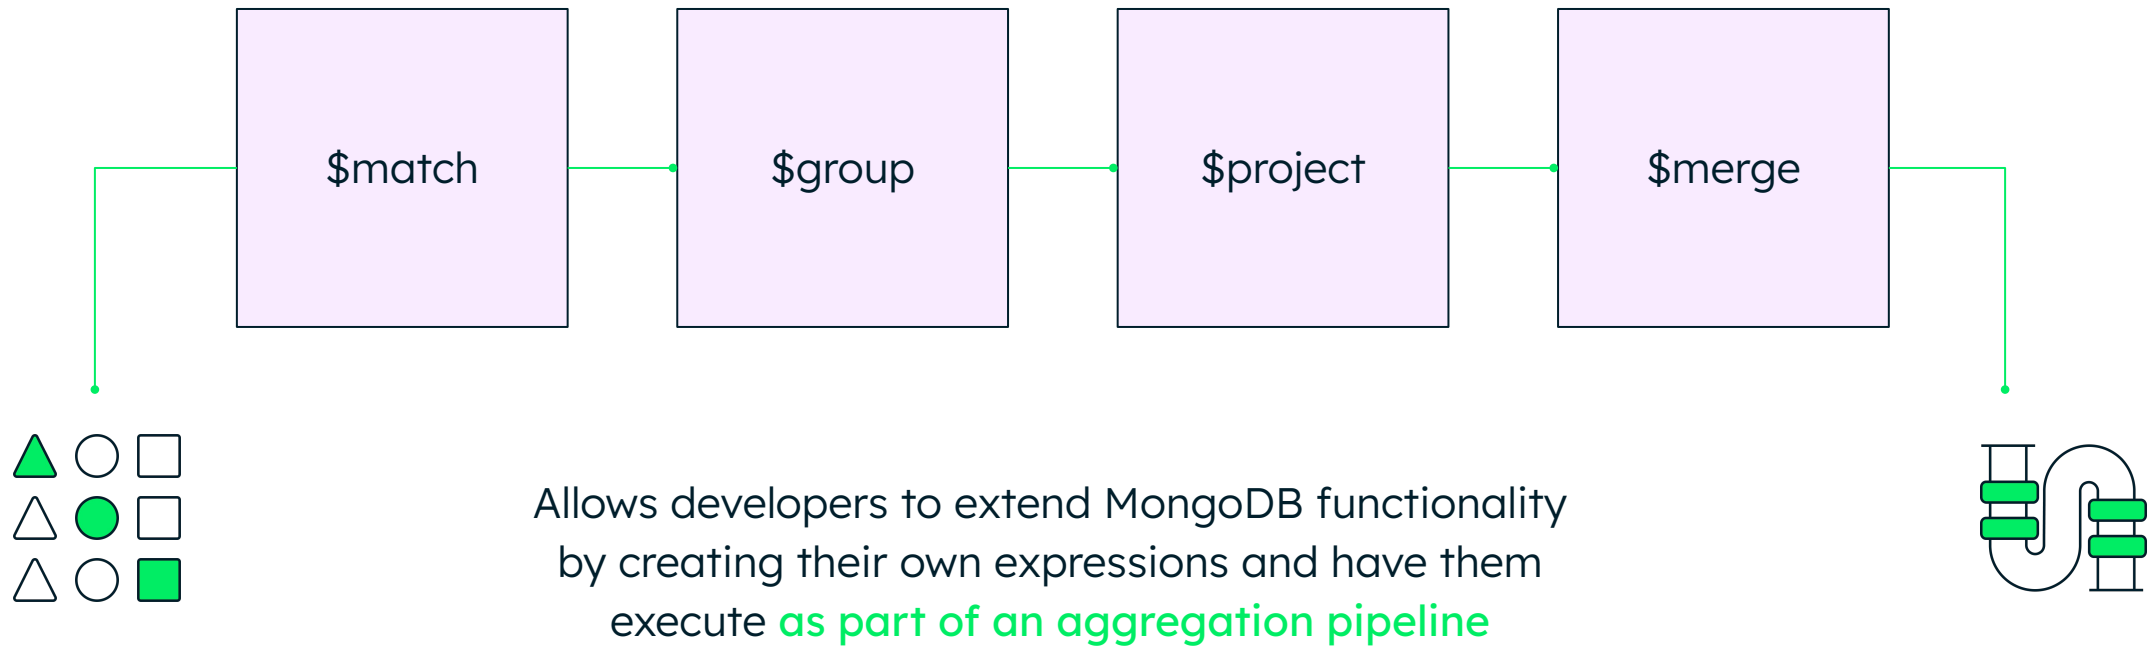 $match
$group
$project
$merge
Allows developers to extend MongoDB functionality
by creating their own expressions and have them
execute as part of an aggregation pipeline